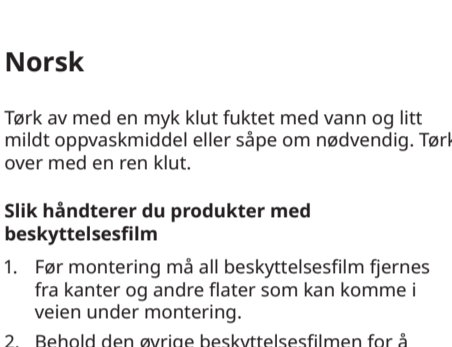 Norsk
Tørk av med en myk klut fuktet med vann og litt
mildt oppvaskmiddel eller såpe om nødvendig. Tørk
over med en ren klut.
Slik håndterer du produkter med
beskyttelsesfilm
1. Før montering må all beskyttelsesfilm fjernes
fra kanter og andre flater som kan komme i
veien under montering.
2. Behold den øvrige beskyttelsesfilmen for å